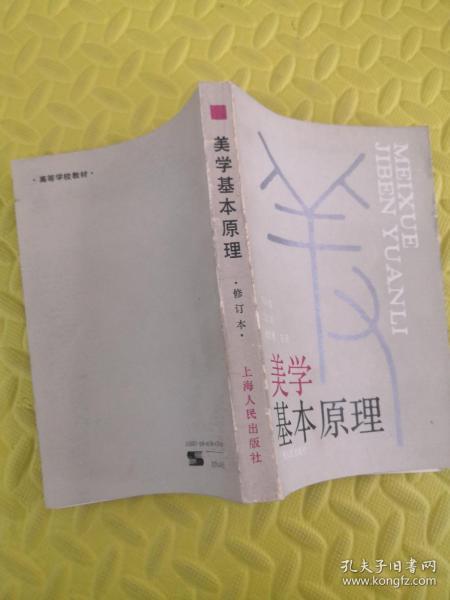 ·高等学校教材·
美学基本原理
·修订本·
上海人民出版社
MEIXUE
JIBEN YUANLI
美学
基本原理
孔夫子旧书网
www.kongfz.com